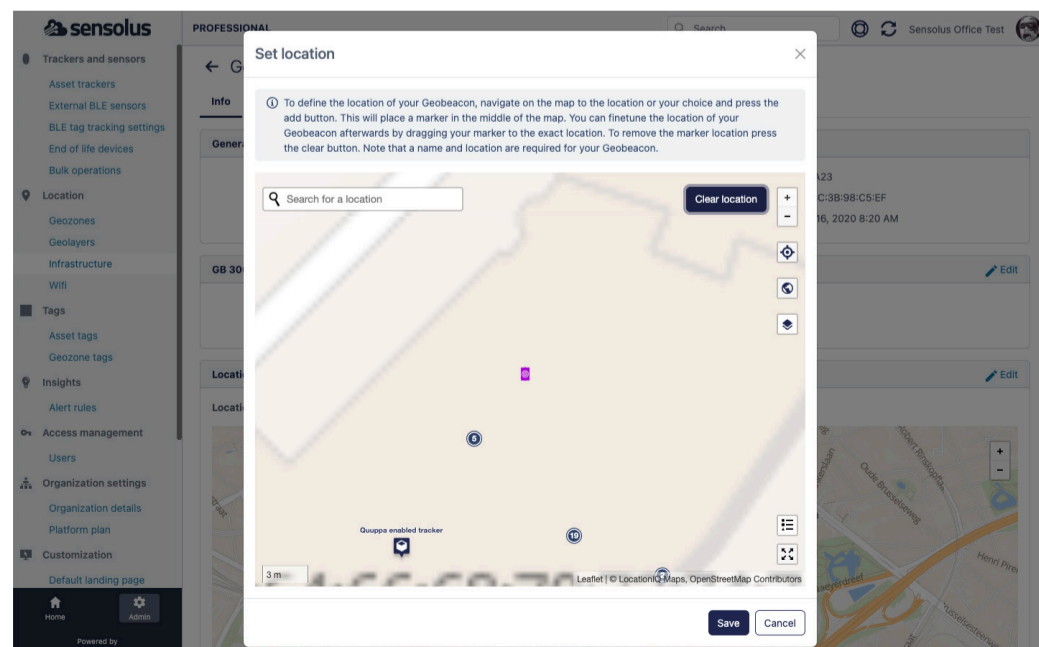 sensolus
PROFESSIONAL
Search
Sensolus Office Test
Trackers and sensors
Asset trackers
External BLE sensors
BLE tag tracking settings
End of life devices
Bulk operations
Location
Geozones
Geolayers
Infrastructure
Wifi
Tags
Asset tags
Geozone tags
Insights
Alert rules
Access management
Users
Organization settings
Organization details
Platform plan
Customization
Default landing page
Home
Admin
Powered by
Info
GB 30
Edit
Edit
Set location
To define the location of your Geobeacon, navigate on the map to the location or your choice and press the
add button. This will place a marker in the middle of the map. You can finetune the location of your
Geobeacon afterwards by dragging your marker to the exact location. To remove the marker location press
the clear button. Note that a name and location are required for your Geobeacon.
Search for a location
Clear location
+
−
5
Quuppa enabled tracker
19
3 m
Leaflet | © LocationIQ Maps, OpenStreetMap Contributors
Save
Cancel
A23
C:3B:98:C5:EF
16, 2020 8:20 AM
Oude Brusselseweg
+
−